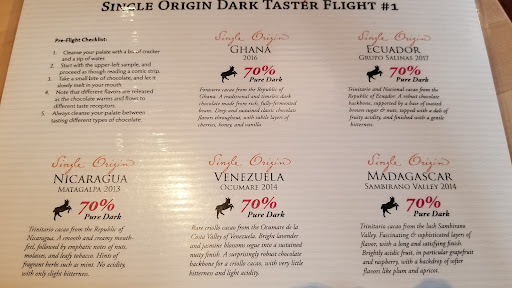 SINGLE ORIGIN DARK TASTER FLIGHT #1
Pre-Flight Checklist:
1. Cleanse your palate with a bit of cracker
and a sip of water
2. Start with the upper-left sample, and
proceed as though reading a comic strip.
3. Take a small bite of chocolate, and let it
slowly melt in your mouth
4. Note that different flavors are released
as the chocolate warms and flows to
different taste receptors.
5. Always cleanse your palate between
tasting different types of chocolate.
Single Origin
GHANA
2016
70%
Pure Dark
Trinitario cacao from the Republic of
Ghana. A traditional and timeless dark
chocolate made from rich, fully-fermented
beans. Deep and sustained classic chocolate
flavors throughout, with subtle layers of
cherries, honey, and vanilla.
Single Origin
ECUADOR
GRUPO SALINAS 2017
70%
Pure Dark
Trinitario and Nacional cacao from the
Republic of Ecuador. A robust chocolate
backbone, supported by a base of toasted
brown sugar & nuts, tipped with a dab of
fruity acidity, and finished with a gentle
bitterness.
Single Origin
NICARAGUA
MATAGALPA 2013
70%
Pure Dark
Trinitario cacao from the Republic of
Nicaragua. A smooth and creamy mouth-
feel, followed by emphatic notes of nuts,
molasses, and leafy tobacco. Hints of
fragrant herbs such as mint. No acidity,
with only slight bitterness.
Single Origin
VENEZUELA
OCUMARE 2014
70%
Pure Dark
Rare criollo cacao from the Ocumare de la
Costa Valley of Venezuela. Bright lavender
and jasmine blossoms segue into a sustained
nutty finish. A surprisingly robust chocolate
backbone for a criollo cacao, with very little
bitterness and light acidity.
Single Origin
MADAGASCAR
SAMBIRANO VALLEY 2014
70%
Pure Dark
Trinitario cacao from the lush Sambirano
Valley. Fascinating & sophisticated layers of
flavor, with a long and satisfying finish.
Brightly acidic fruit, in particular grapefruit
and raspberry, with a backdrop of softer
flavors like plum and apricot.